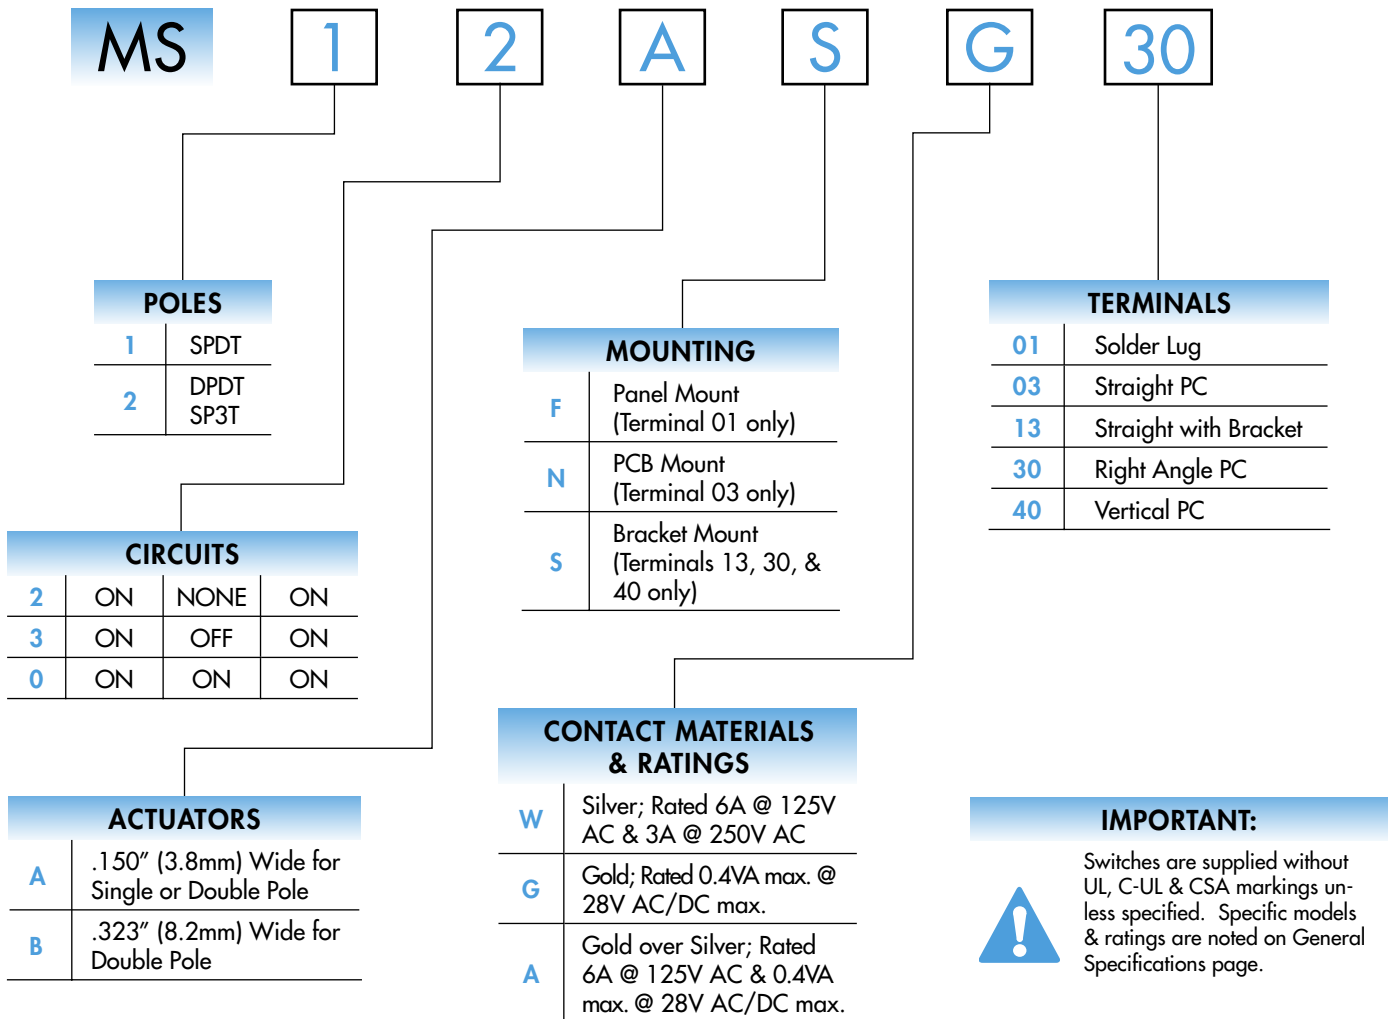 MS 1 2 A S G 30
POLES
1 SPDT
2 DPDT
SP3T
CIRCUITS
2 ON NONE ON
3 ON OFF ON
0 ON ON ON
ACTUATORS
A .150″ (3.8mm) Wide for
Single or Double Pole
B .323″ (8.2mm) Wide for
Double Pole
MOUNTING
F Panel Mount
(Terminal 01 only)
N PCB Mount
(Terminal 03 only)
S Bracket Mount
(Terminals 13, 30, &
40 only)
CONTACT MATERIALS
& RATINGS
W Silver; Rated 6A @ 125V
AC & 3A @ 250V AC
G Gold; Rated 0.4VA max. @
28V AC/DC max.
A Gold over Silver; Rated
6A @ 125V AC & 0.4VA
max. @ 28V AC/DC max.
TERMINALS
01 Solder Lug
03 Straight PC
13 Straight with Bracket
30 Right Angle PC
40 Vertical PC
IMPORTANT:
Switches are supplied without
UL, C-UL & CSA markings un-
less specified. Specific models
& ratings are noted on General
Specifications page.